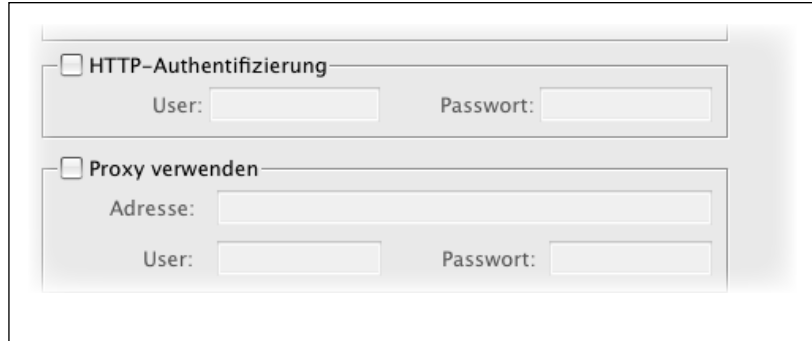 HTTP-Authentifizierung
User: Passwort:
Proxy verwenden
Adresse:
User: Passwort: